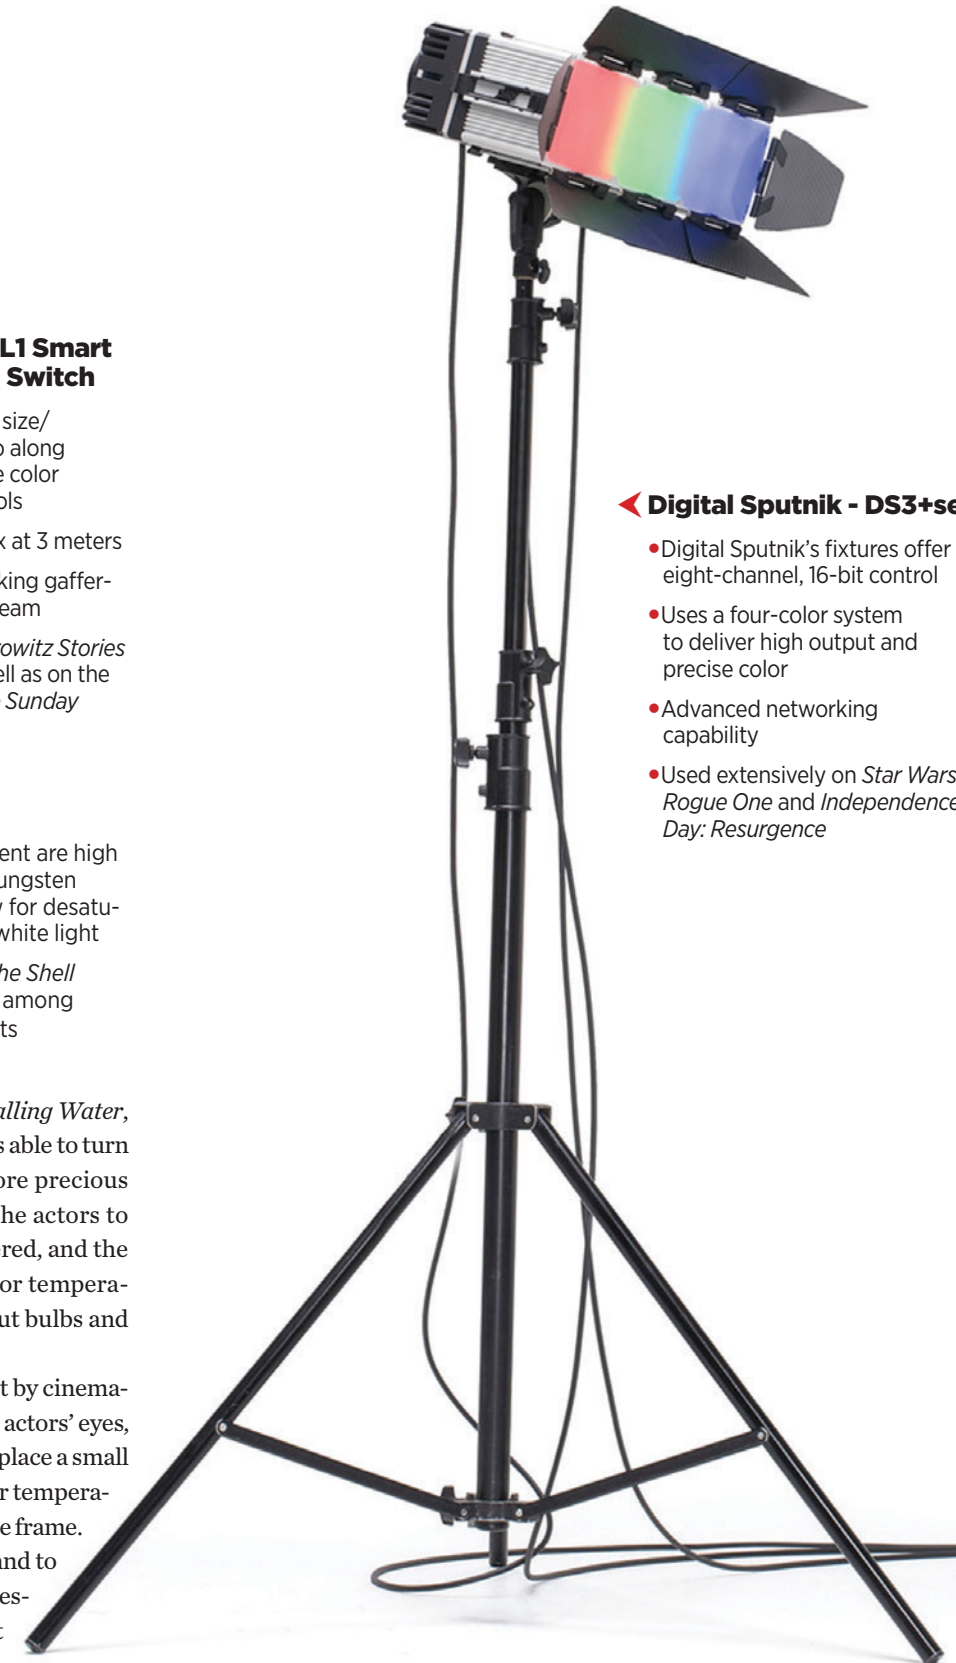 L1 Smart
Switch
size/
along
color
at 3 meters
king gaffer-
eam
owitz Stories
ell as on the
Sunday
ent are high
ungsten
for desatu-
white light
he Shell
among
ts
alling Water,
s able to turn
ore precious
he actors to
ered, and the
or tempera-
ut bulbs and
t by cinema-
actors’ eyes,
place a small
r tempera-
e frame.
and to
es-
t
Digital Sputnik - DS3+se
•Digital Sputnik’s fixtures offer
eight-channel, 16-bit control
•Uses a four-color system
to deliver high output and
precise color
•Advanced networking
capability
•Used extensively on Star Wars
Rogue One and Independence
Day: Resurgence